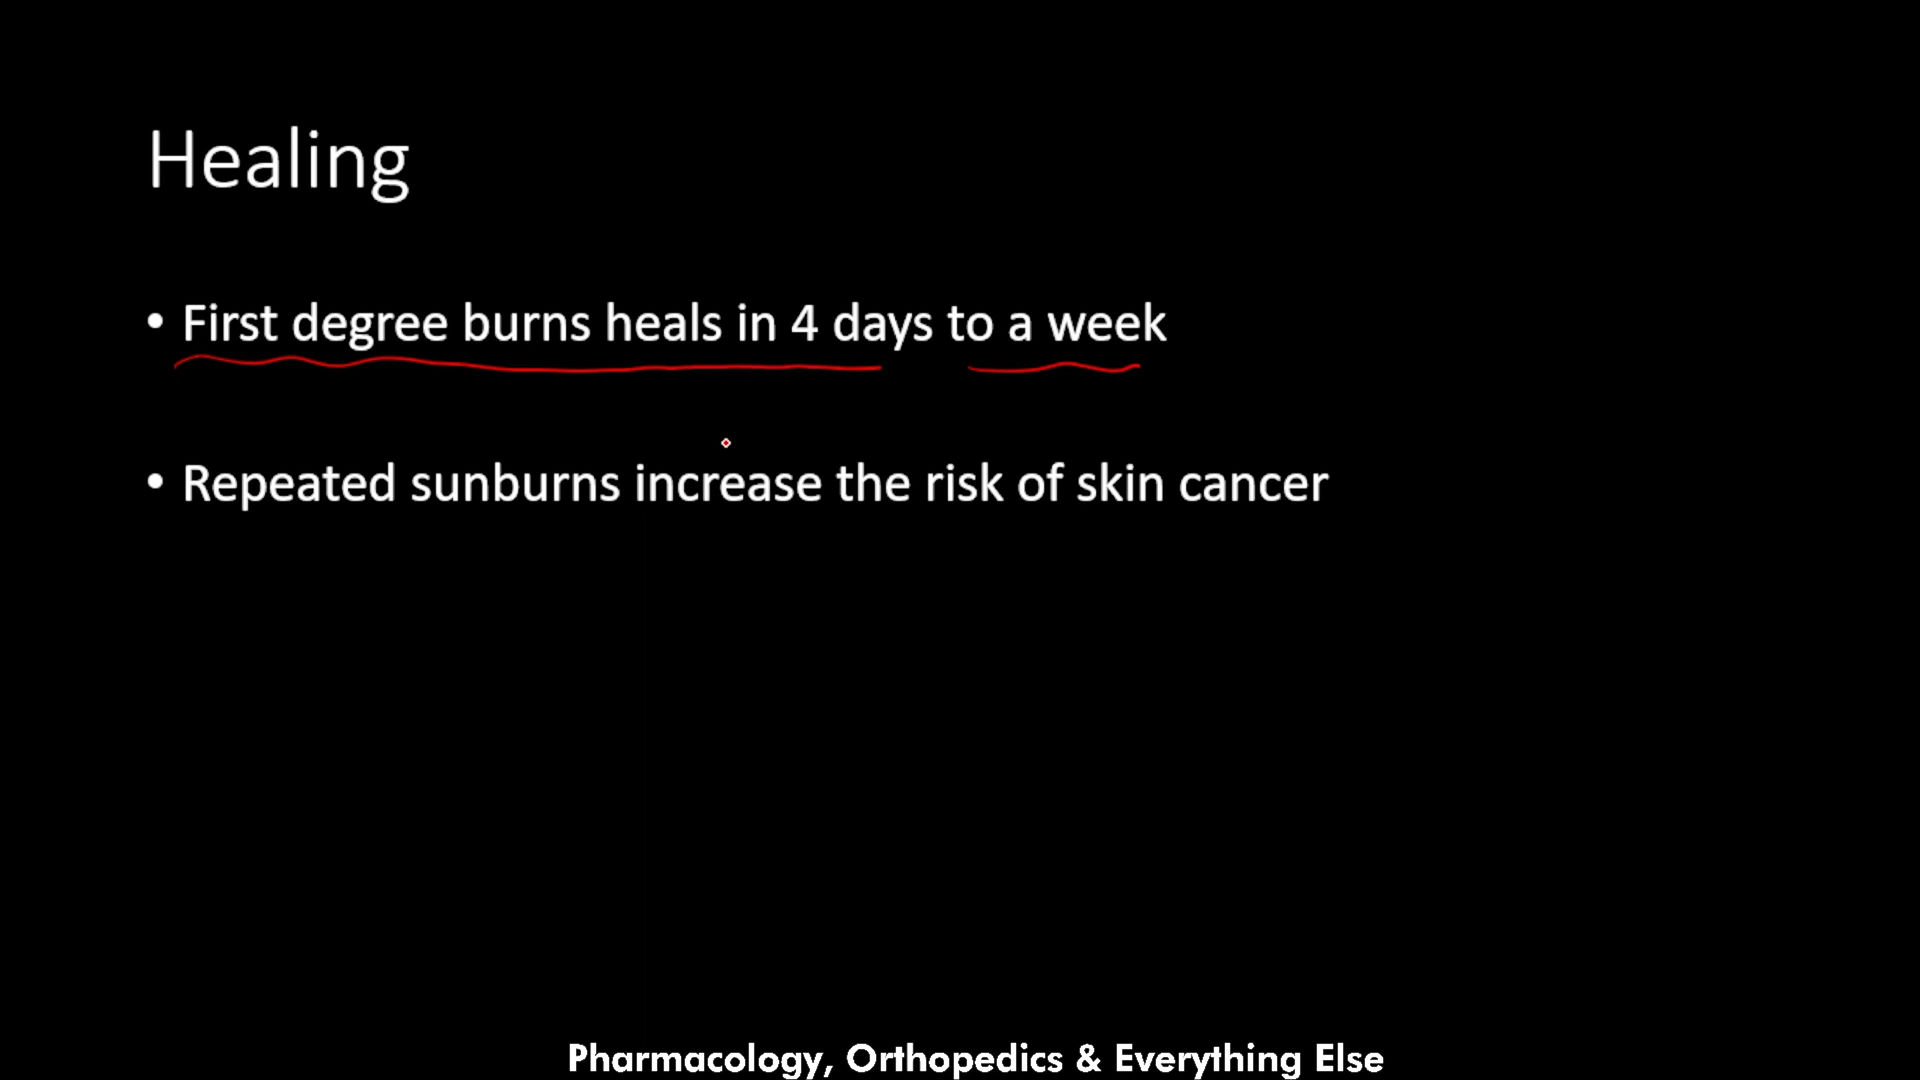 Healing
• First degree burns heals in 4 days to a week
• Repeated sunburns increase the risk of skin cancer
Pharmacology, Orthopedics & Everything Else